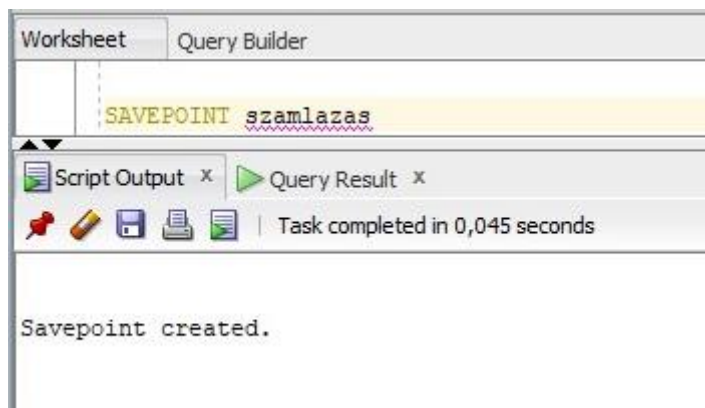 Worksheet Query Builder
SAVEPOINT szamlazas
Script Output x Query Result x
Task completed in 0,045 seconds
Savepoint created.